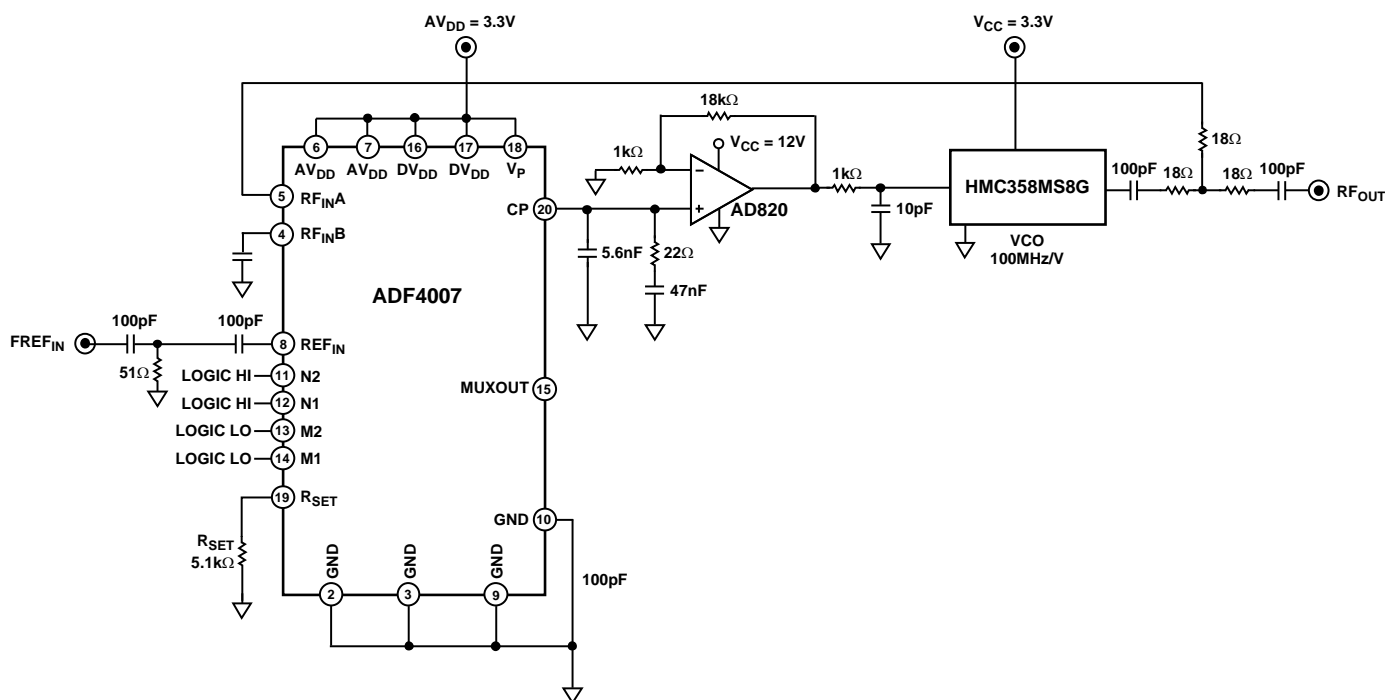 AVDD = 3.3V
VCC = 3.3V
18kΩ
18Ω
6
7
16
17
18
AVDD
AVDD
DVDD
DVDD
VP
1kΩ
VCC = 12V
–
+
AD820
1kΩ
10pF
HMC358MS8G
VCO
100MHz/V
100pF
18Ω
18Ω
100pF
RFOUT
5
RFINA
4
RFINB
CP
20
5.6nF
22Ω
47nF
ADF4007
FREFIN
100pF
51Ω
100pF
8
REFIN
LOGIC HI
11
N2
LOGIC HI
12
N1
LOGIC LO
13
M2
LOGIC LO
14
M1
MUXOUT
15
19
RSET
RSET
5.1kΩ
GND
10
GND
GND
GND
2
3
9
100pF